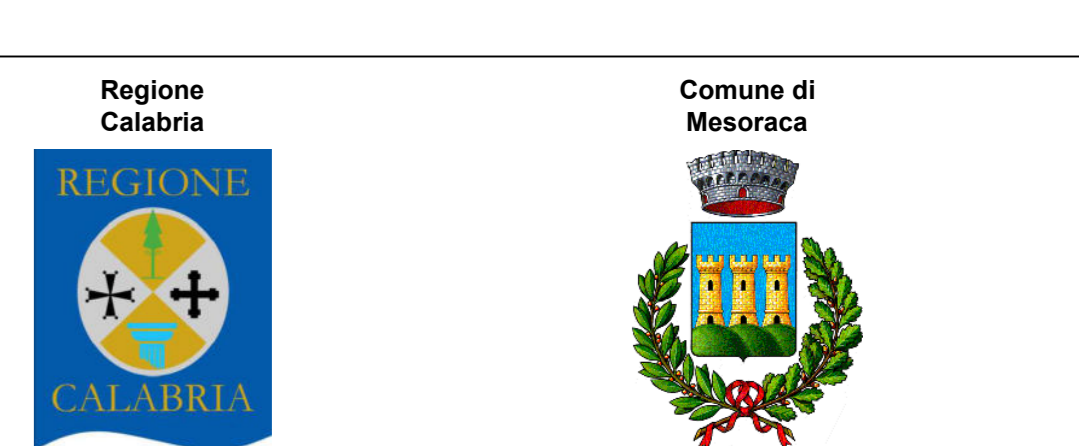 Regione
Calabria
REGIONE
CALABRIA
Comune di
Mesoraca